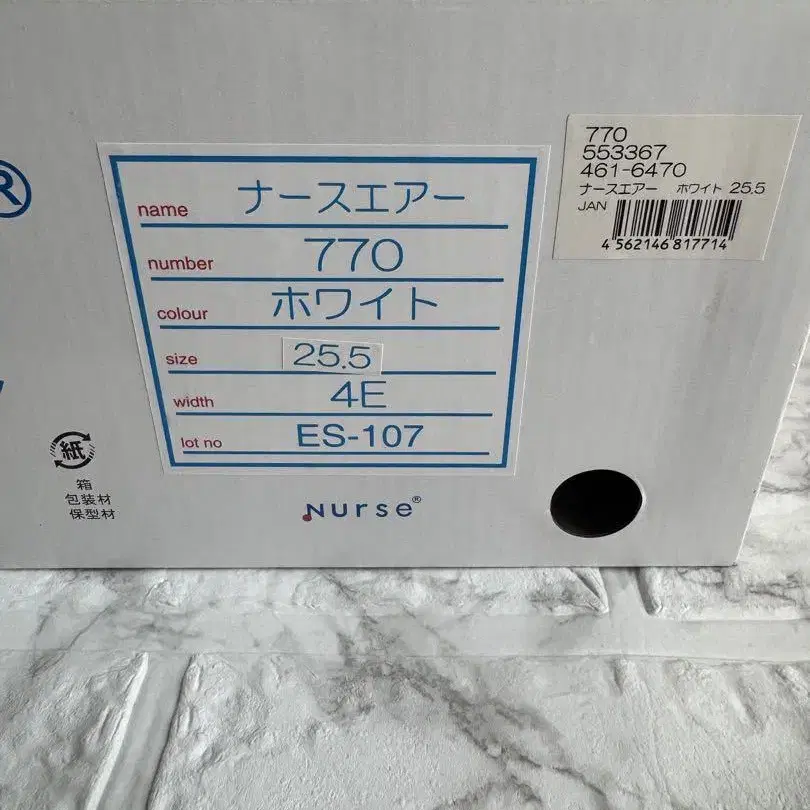 ®
name ナースエアー
number 770
colour ホワイト
size 25.5
width 4E
lot no ES-107
770
553367
461-6470
ナースエアー ホワイト 25.5
JAN
4 562146 817714
紙
箱
包装材
保型材
Nurse®